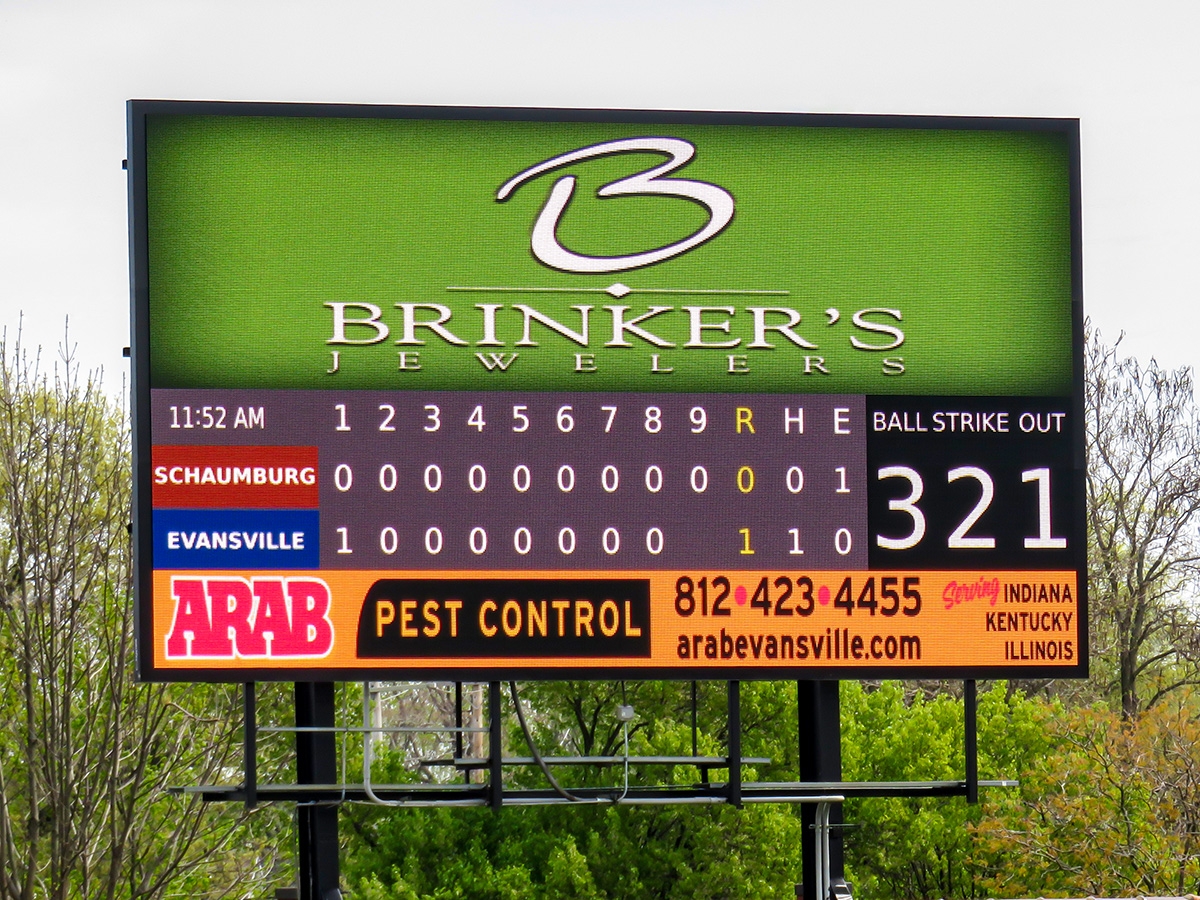 B
BRINKER'S
JEWELERS
11:52 AM 1 2 3 4 5 6 7 8 9 R H E BALL STRIKE OUT
SCHAUMBURG 0 0 0 0 0 0 0 0 0 0 0 1 3 2 1
EVANSVILLE 1 0 0 0 0 0 0 0 1 1 0
ARAB PEST CONTROL 812•423•4455
arabevansville.com
Serving INDIANA
KENTUCKY
ILLINOIS